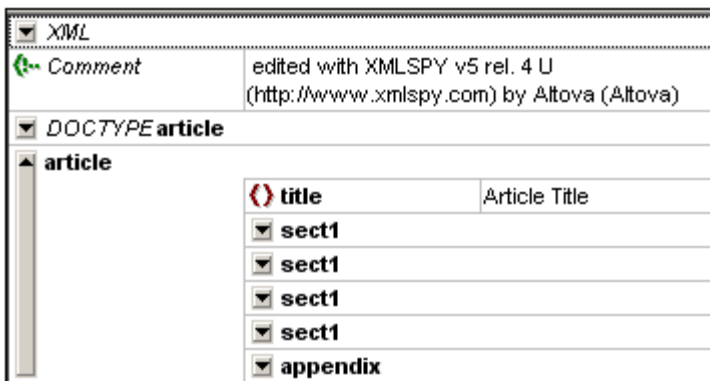 XML
Comment edited with XMLSPY v5 rel. 4 U
(http://www.xmlspy.com) by Altova (Altova)
DOCTYPE article
article
title Article Title
sect1
sect1
sect1
sect1
appendix